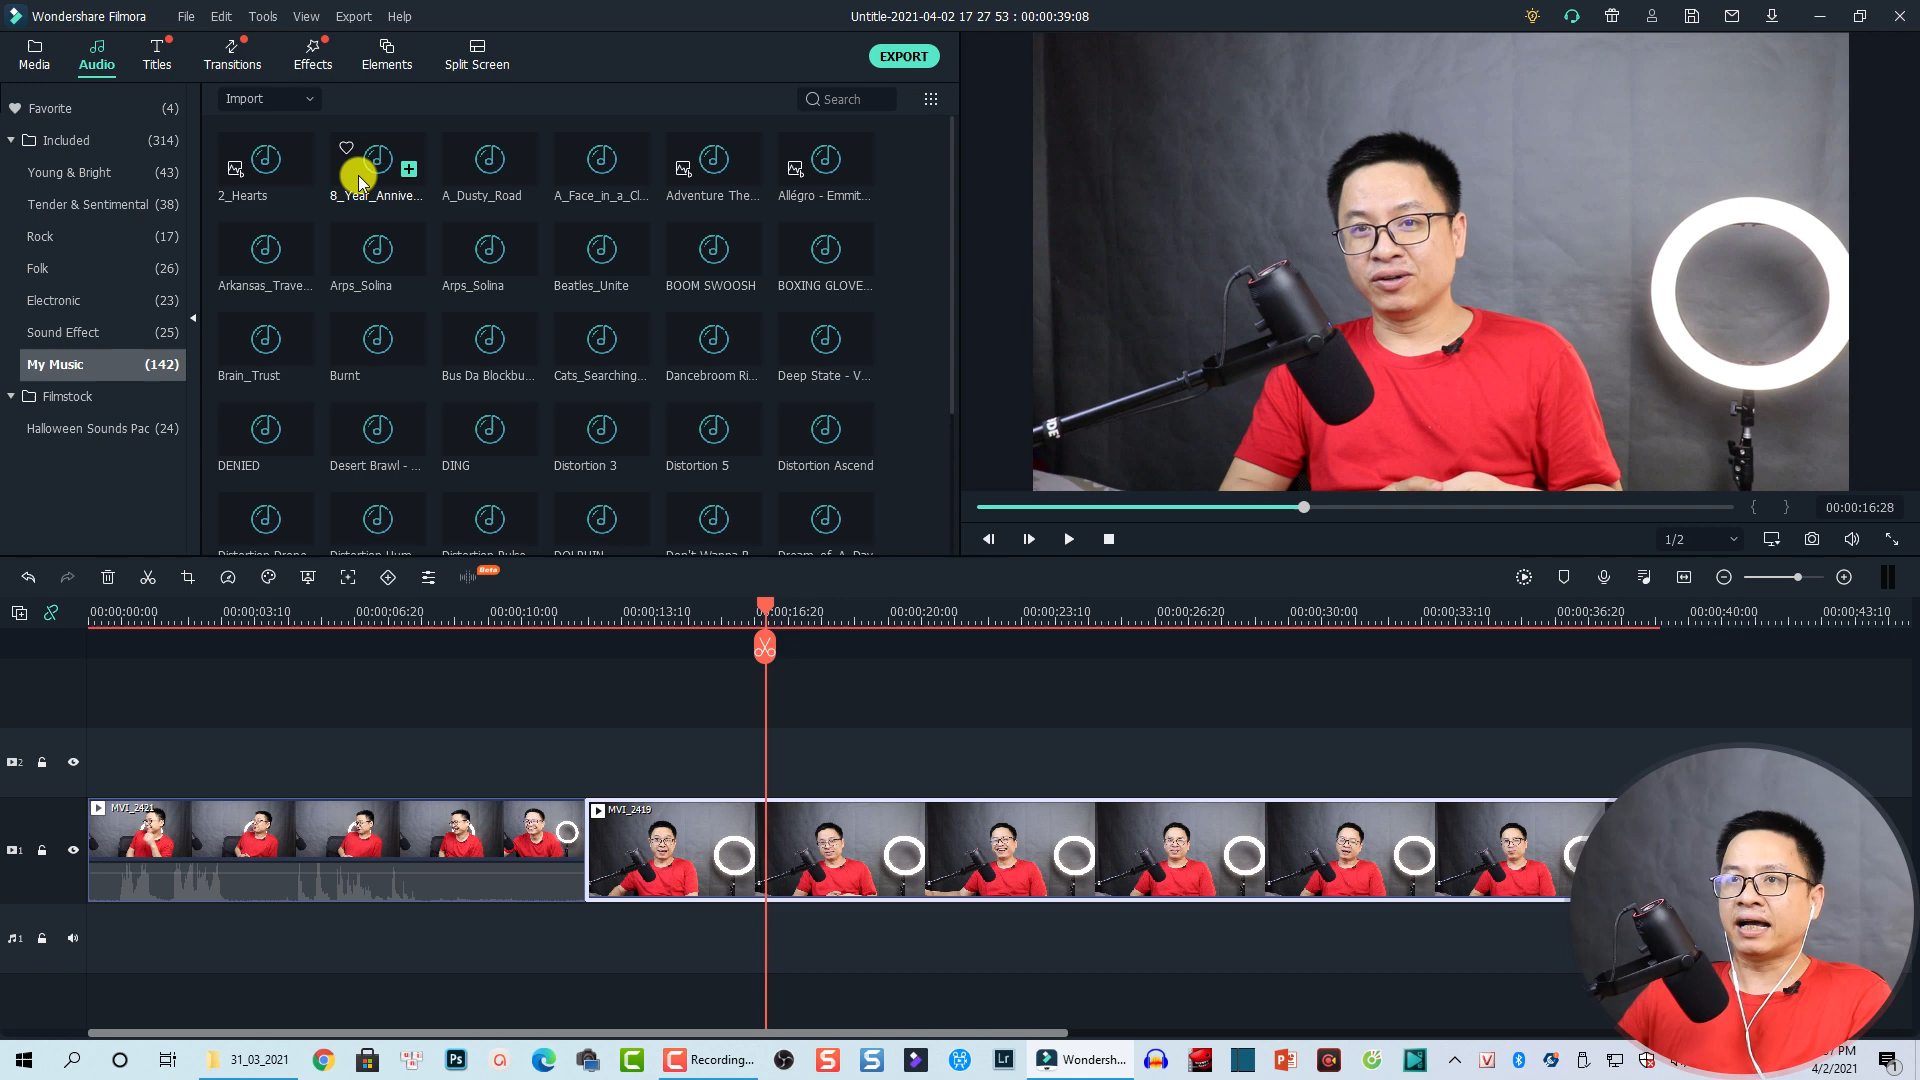 Wondershare Filmora File Edit Tools View Export Help Untitle-2021-04-02 17 27 53 : 00:00:39:08
Media Audio Titles Transitions Effects Elements Split Screen EXPORT
Favorite (4)
Included (314)
Young & Bright (43)
Tender & Sentimental (38)
Rock (17)
Folk (26)
Electronic (23)
Sound Effect (25)
My Music (142)
Filmstock
Halloween Sounds Pac (24)
Import Search
2_Hearts 8_Year_Annive... A_Dusty_Road A_Face_in_a_Cl... Adventure The... Allégro - Emmit...
Arkansas_Trave... Arps_Solina Arps_Solina Beatles_Unite BOOM SWOOSH BOXING GLOVE...
Brain_Trust Burnt Bus Da Blockbu... Cats_Searching... Dancebroom Ri... Deep State - V...
DENIED Desert Brawl - ... DING Distortion 3 Distortion 5 Distortion Ascend
00:00:16:28
1/2
Beta
00:00:00:00 00:00:03:10 00:00:06:20 00:00:10:00 00:00:13:10 00:00:16:20 00:00:20:00 00:00:23:10 00:00:26:20 00:00:30:00 00:00:33:10 00:00:36:20 00:00:40:00 00:00:43:10
2
MVI_2421 MVI_2419
1
1
31_03_2021 Ps Recording... Lr Wondersh... PM
4/2/2021